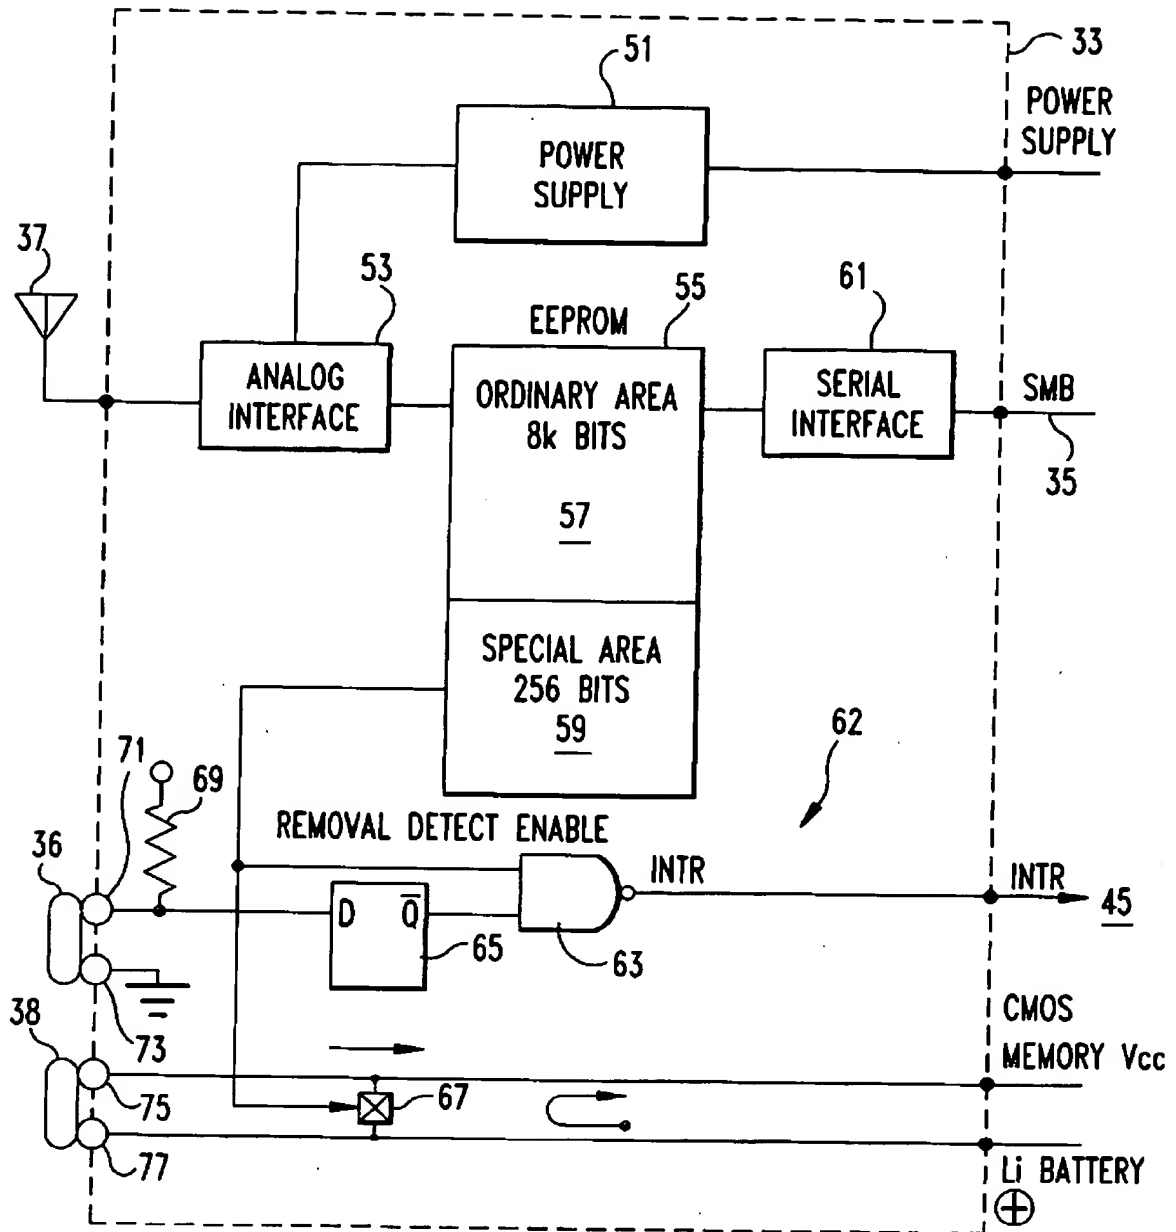 51
33
POWER
SUPPLY
POWER
SUPPLY
37
53
EEPROM
55
61
ANALOG
INTERFACE
ORDINARY AREA
8k BITS
57
SERIAL
INTERFACE
SMB
35
SPECIAL AREA
256 BITS
59
62
71
69
REMOVAL DETECT ENABLE
36
INTR
INTR
45
D
Q̅
65
63
73
38
CMOS
MEMORY Vcc
67
75
77
Li BATTERY
+